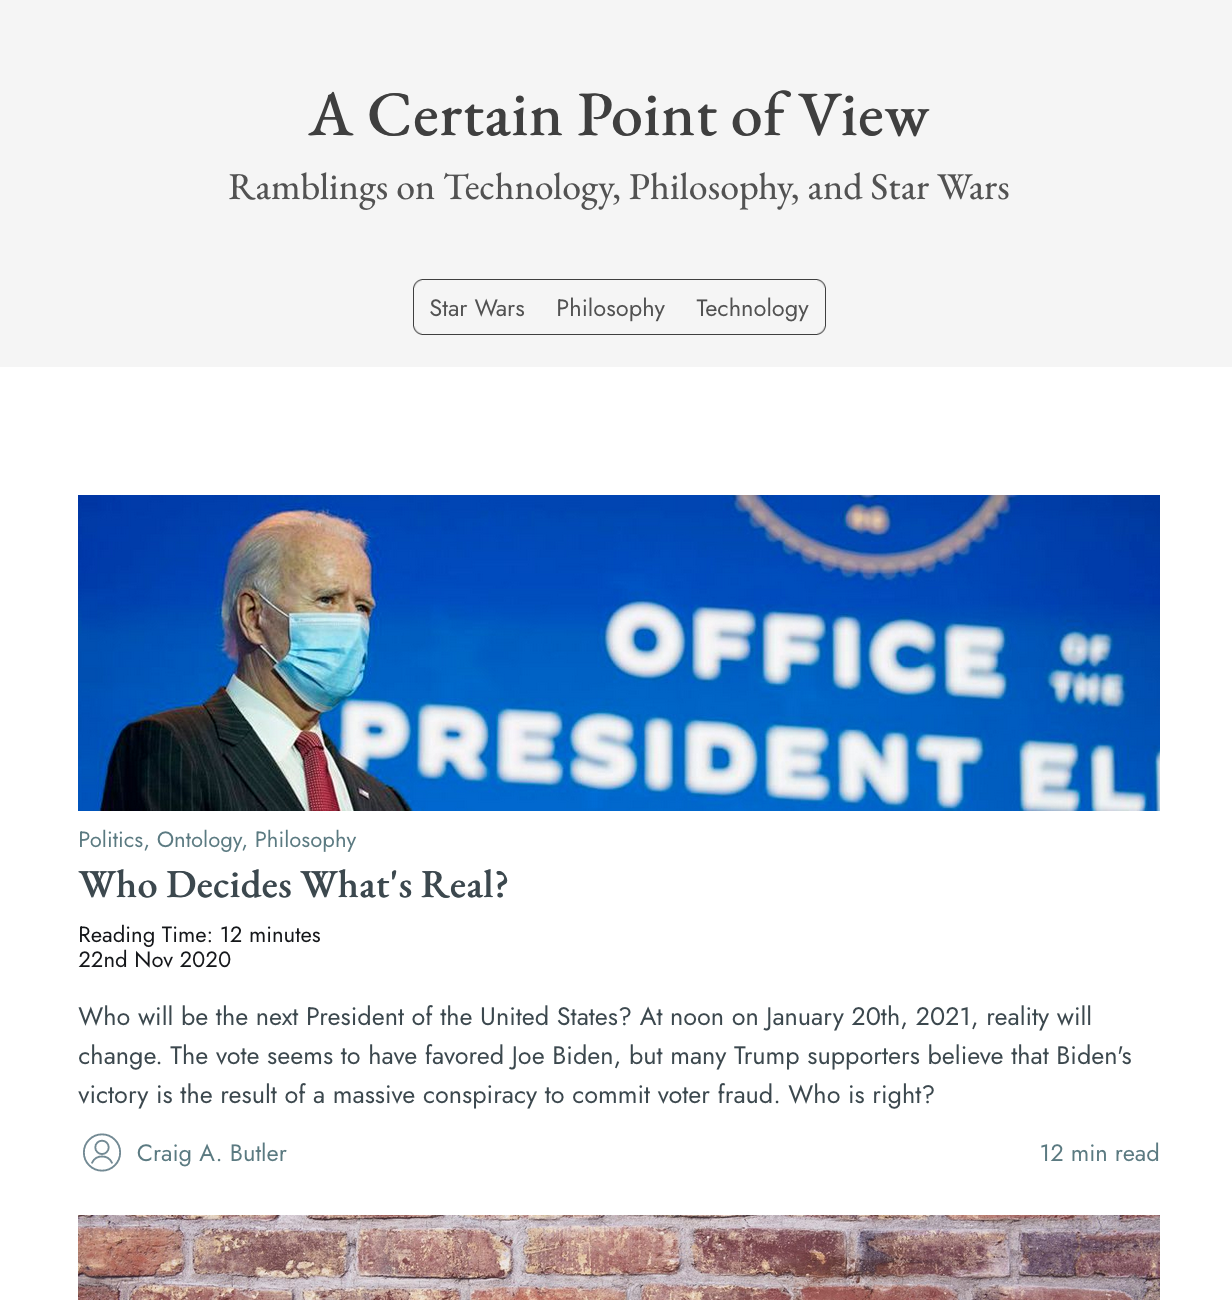 A Certain Point of View
Ramblings on Technology, Philosophy, and Star Wars
Star Wars Philosophy Technology
OFFICE OF THE
PRESIDENT EL
Politics, Ontology, Philosophy
Who Decides What's Real?
Reading Time: 12 minutes
22nd Nov 2020
Who will be the next President of the United States? At noon on January 20th, 2021, reality will
change. The vote seems to have favored Joe Biden, but many Trump supporters believe that Biden's
victory is the result of a massive conspiracy to commit voter fraud. Who is right?
Craig A. Butler 12 min read